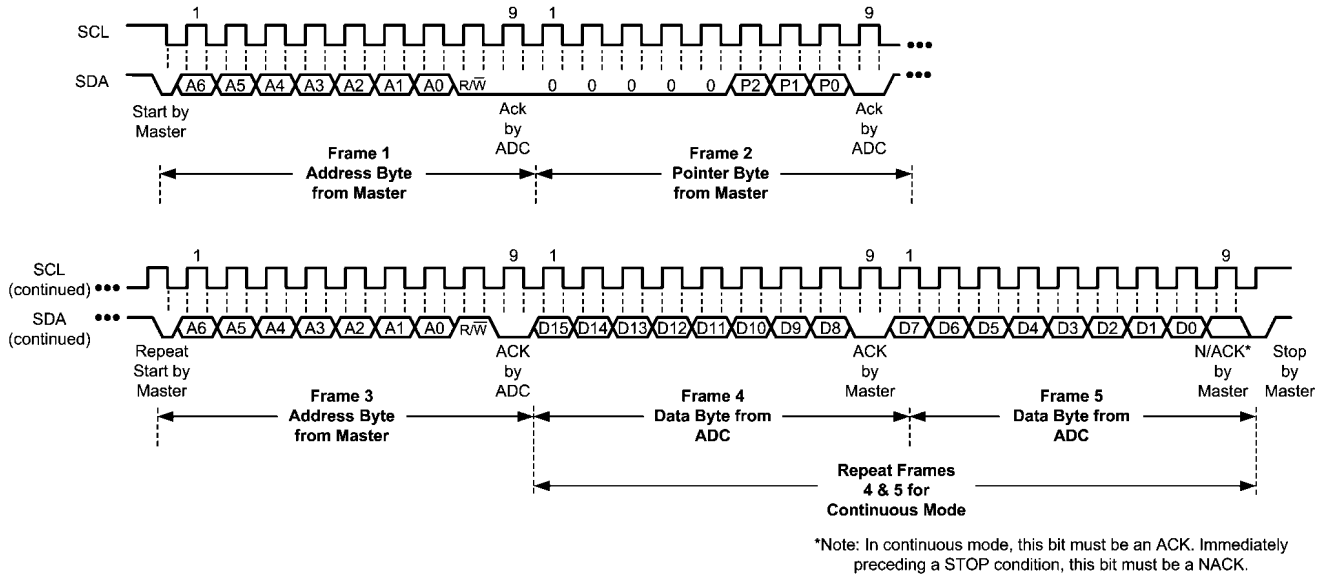 1 9 1 9
SCL
SDA A6 A5 A4 A3 A2 A1 A0 R/W̅ 0 0 0 0 0 P2 P1 P0
Start by
Master
Ack
by
ADC
Ack
by
ADC
Frame 1
Address Byte
from Master
Frame 2
Pointer Byte
from Master
1 9 1 9 1 9
SCL
(continued)
SDA
(continued)
A6 A5 A4 A3 A2 A1 A0 R/W̅ D15 D14 D13 D12 D11 D10 D9 D8 D7 D6 D5 D4 D3 D2 D1 D0
Repeat
Start by
Master
ACK
by
ADC
ACK
by
Master
N/ACK*
by
Master
Stop
by
Master
Frame 3
Address Byte
from Master
Frame 4
Data Byte from
ADC
Frame 5
Data Byte from
ADC
Repeat Frames
4 & 5 for
Continuous Mode
*Note: In continuous mode, this bit must be an ACK. Immediately
preceding a STOP condition, this bit must be a NACK.